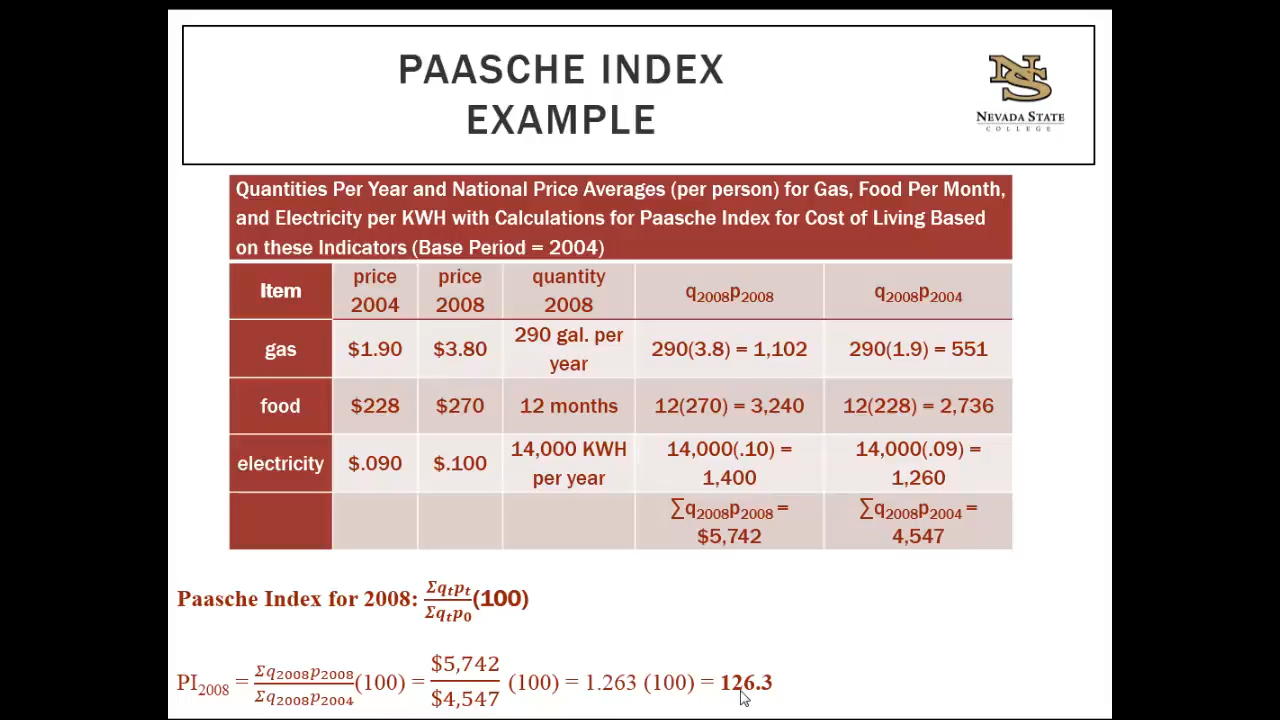 PAASCHE INDEX
EXAMPLE
NEVADA STATE
COLLEGE
Quantities Per Year and National Price Averages (per person) for Gas, Food Per Month,
and Electricity per KWH with Calculations for Paasche Index for Cost of Living Based
on these Indicators (Base Period = 2004)
Item price 2004 price 2008 quantity 2008 q₂₀₀₈p₂₀₀₈ q₂₀₀₈p₂₀₀₄
gas $1.90 $3.80 290 gal. per year 290(3.8) = 1,102 290(1.9) = 551
food $228 $270 12 months 12(270) = 3,240 12(228) = 2,736
electricity $.090 $.100 14,000 KWH per year 14,000(.10) = 1,400 14,000(.09) = 1,260
∑q₂₀₀₈p₂₀₀₈ = $5,742 ∑q₂₀₀₈p₂₀₀₄ = 4,547
Paasche Index for 2008: Σqₜpₜ/Σqₜp₀ (100)
PI₂₀₀₈ = Σq₂₀₀₈p₂₀₀₈/Σq₂₀₀₈p₂₀₀₄ (100) = $5,742/$4,547 (100) = 1.263 (100) = 126.3